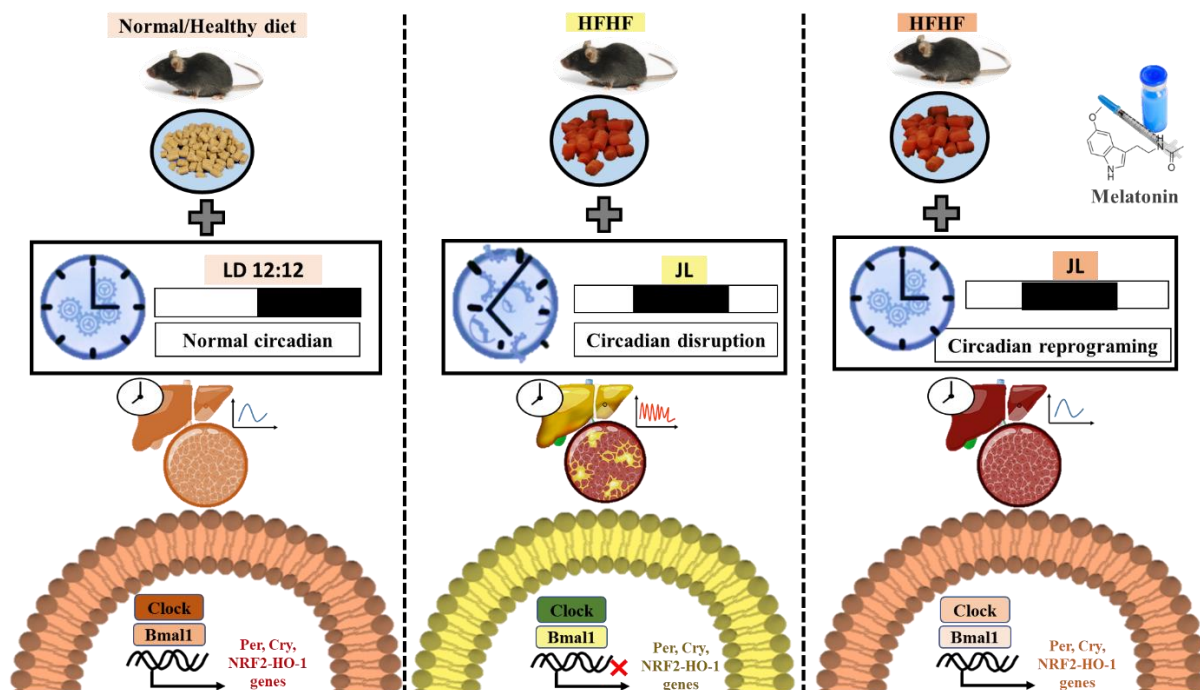 Normal/Healthy diet
LD 12:12
Normal circadian
Clock
Bmal1
Per, Cry,
NRF2-HO-1
genes
HFHF
JL
Circadian disruption
Clock
Bmal1
Per, Cry,
NRF2-HO-1
genes
HFHF
O
H
N
O
N
H
Melatonin
JL
Circadian reprograming
Clock
Bmal1
Per, Cry,
NRF2-HO-1
genes